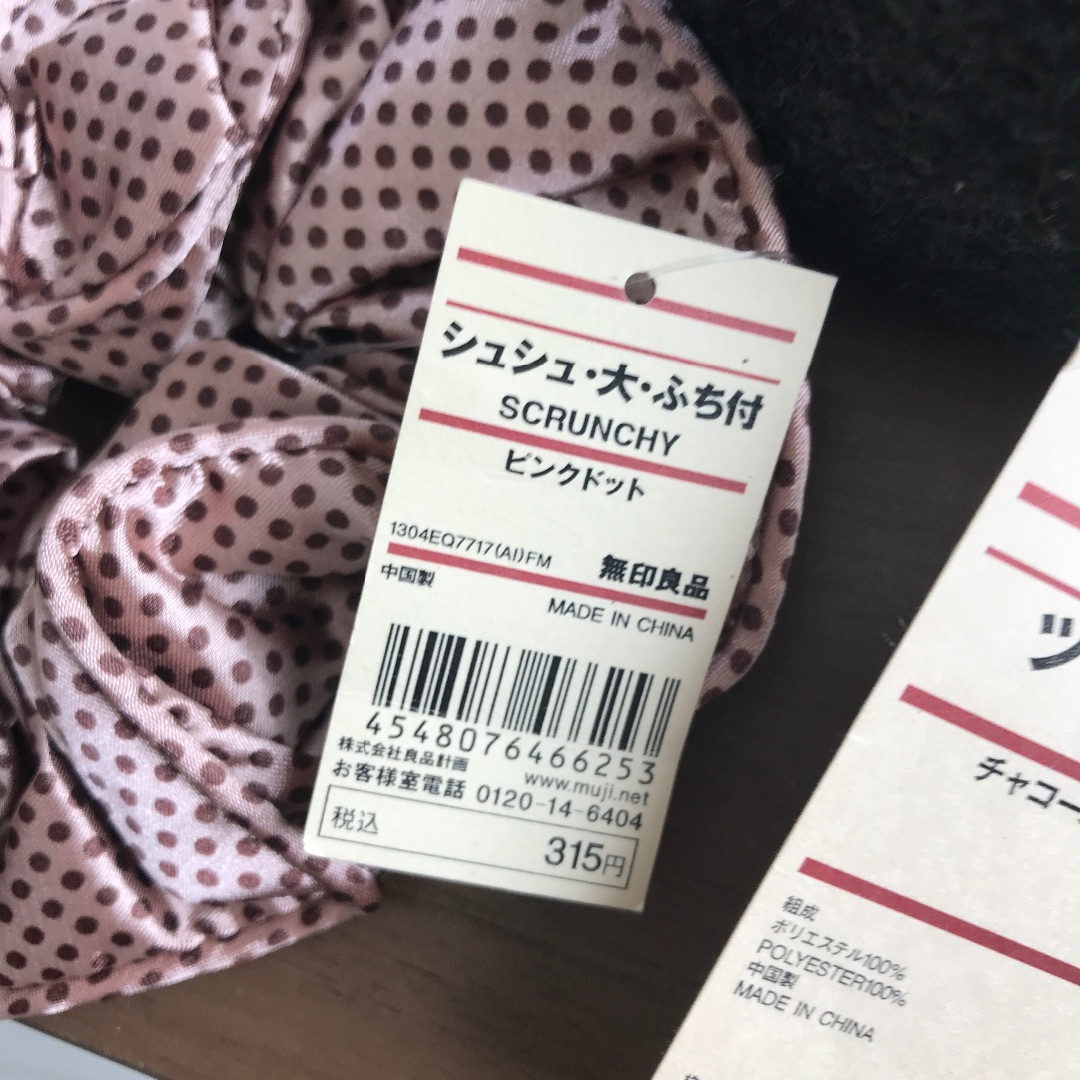 シュシュ・大・ふち付
SCRUNCHY
ピンクドット
1304EQ7717(AI)FM
無印良品
中国製
MADE IN CHINA
4548076466253
株式会社良品計画
www.muji.net
お客様室電話 0120-14-6404
税込
315円
ツ
チャコー
組成
ポリエステル100%
POLYESTER100%
中国製
MADE IN CHINA